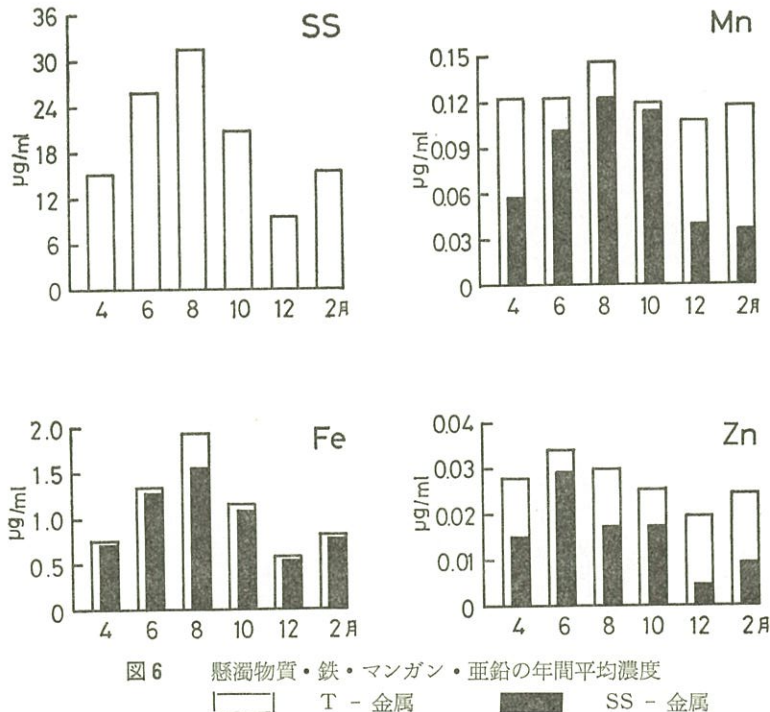 SS
µg/ml
36
30
24
18
12
6
0
4 6 8 10 12 2月
Mn
µg/ml
0.15
0.12
0.09
0.06
0.03
0
4 6 8 10 12 2月
Fe
µg/ml
2.0
1.5
1.0
0.5
0
4 6 8 10 12 2月
Zn
µg/ml
0.04
0.03
0.02
0.01
0
4 6 8 10 12 2月
図6 懸濁物質・鉄・マンガン・亜鉛の年間平均濃度
T - 金属 SS - 金属